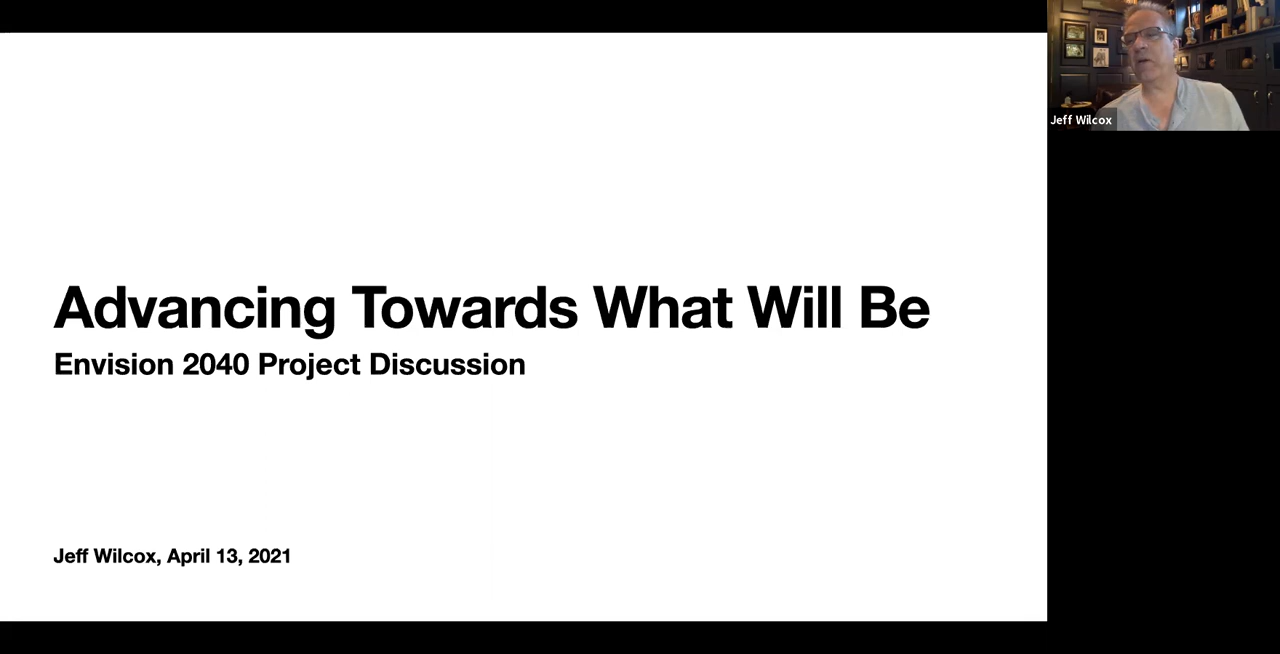 Advancing Towards What Will Be
Envision 2040 Project Discussion
Jeff Wilcox, April 13, 2021
Jeff Wilcox